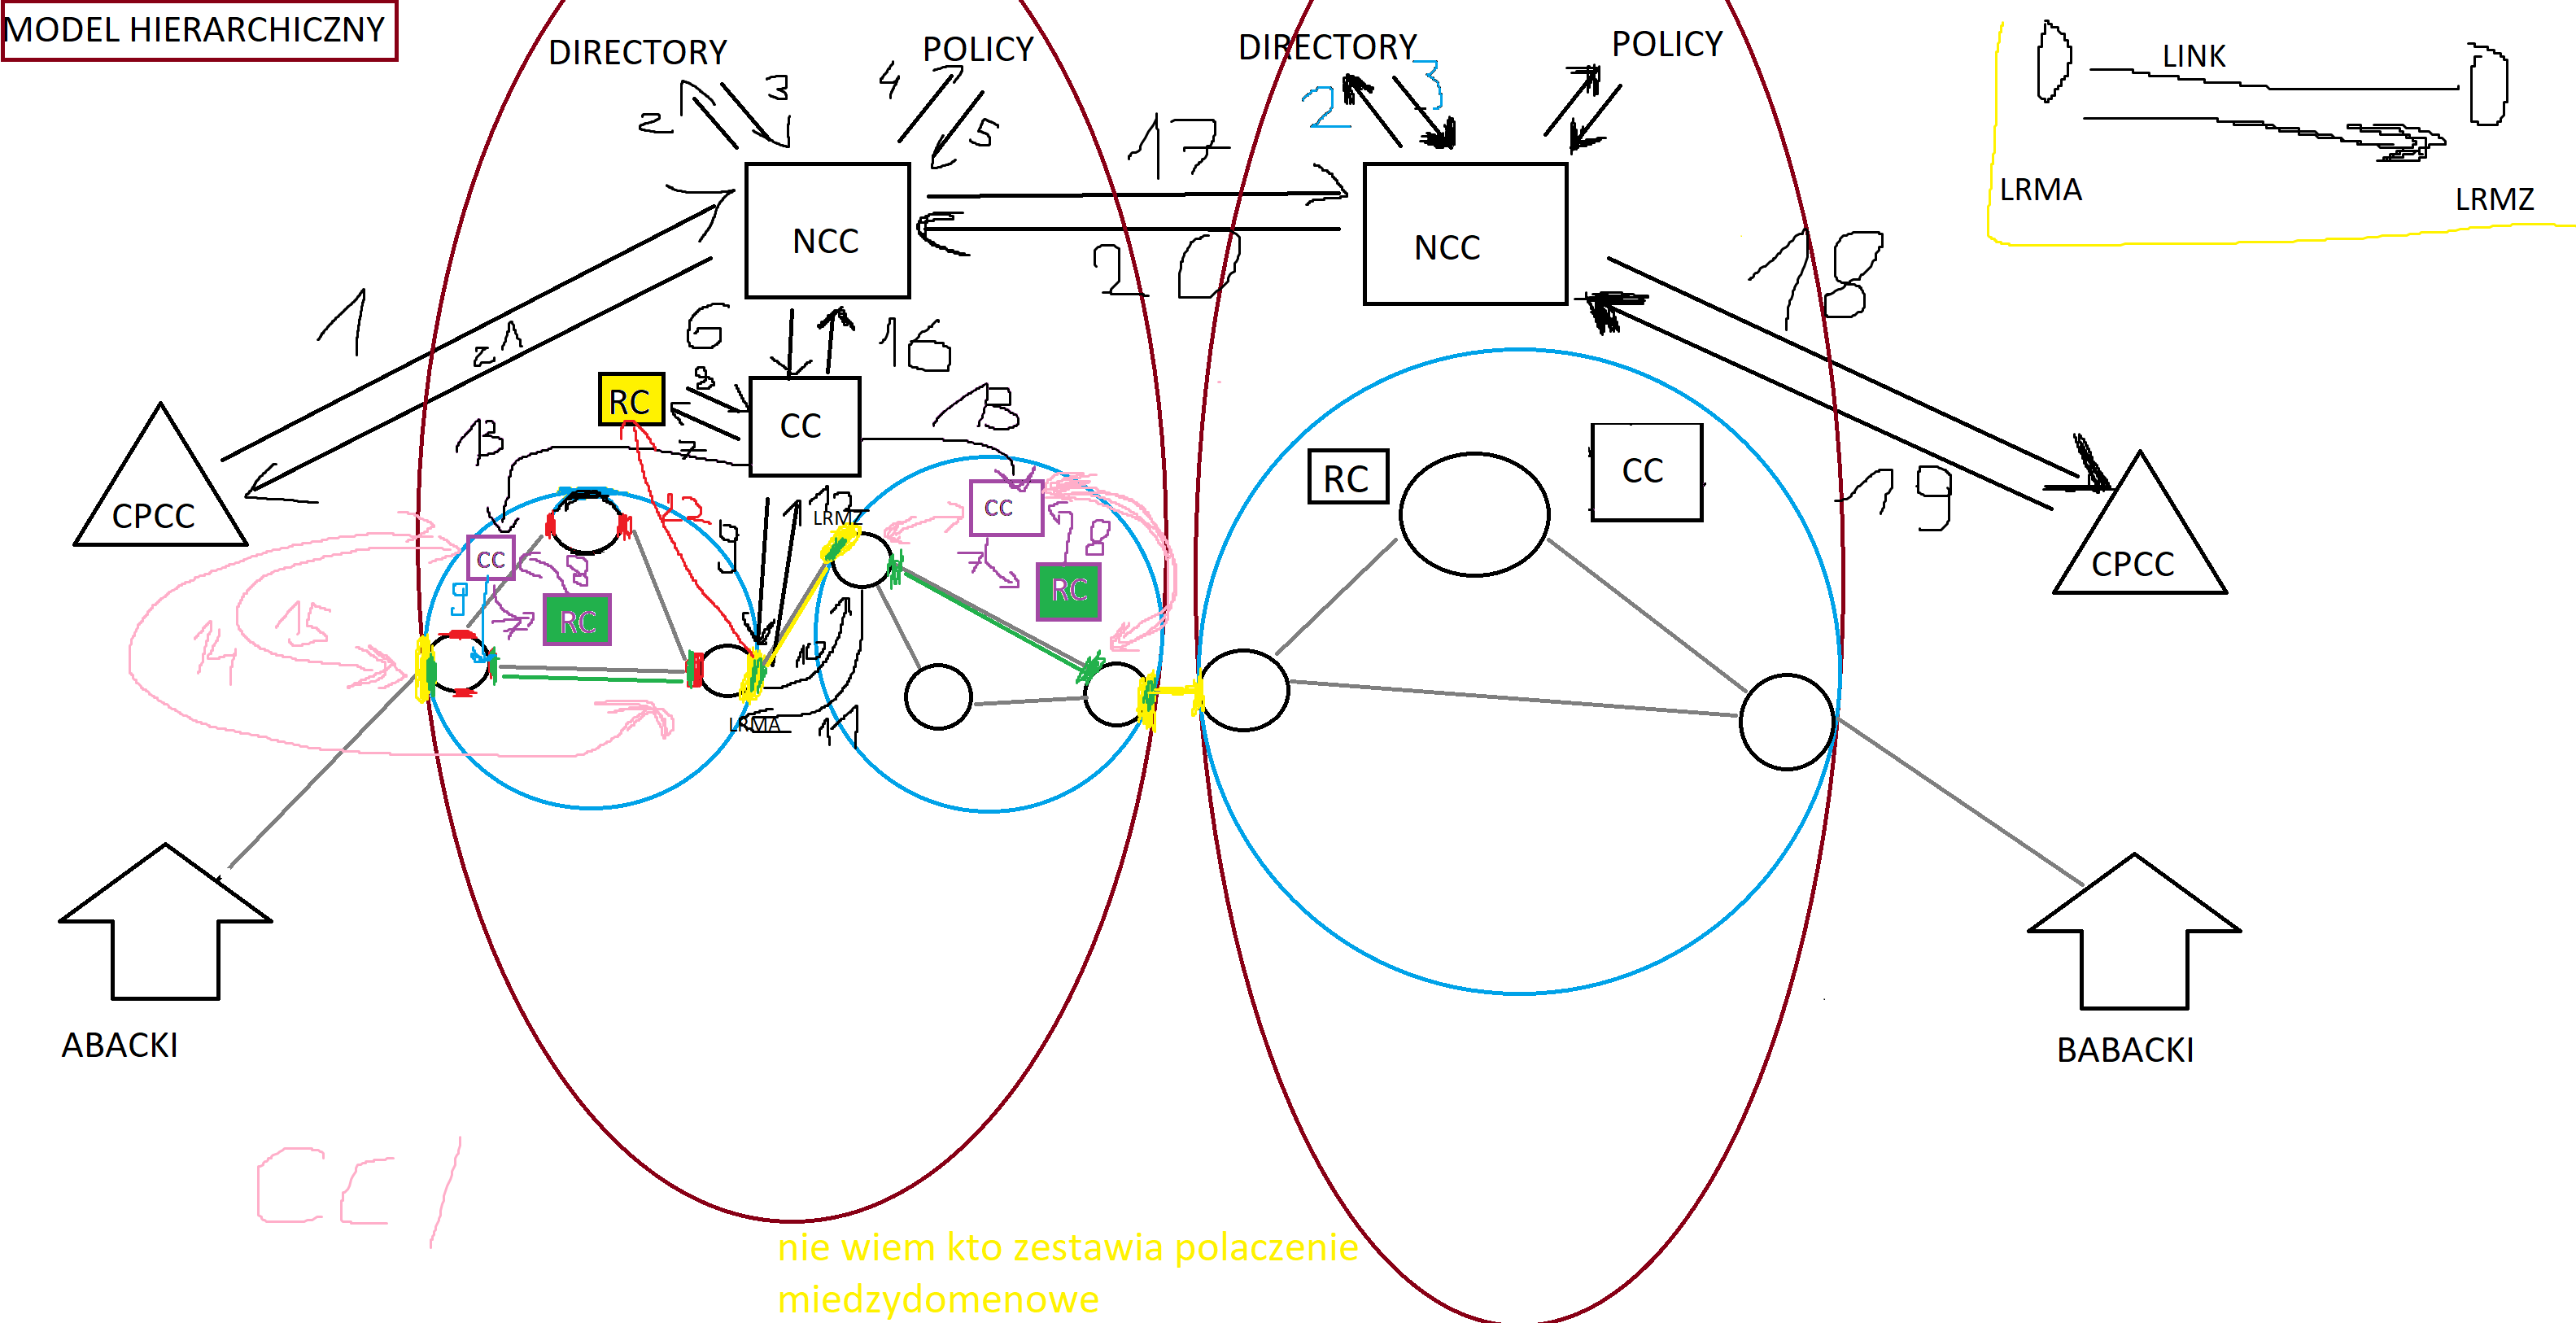 MODEL HIERARCHICZNY
DIRECTORY
POLICY
DIRECTORY
POLICY
LINK
LRMA
LRMZ
2
3
4
5
17
2
3
NCC
NCC
1
21
6
16
20
18
RC
8
7
CC
13
15
RC
CC
CPCC
CPCC
12
9
12
LRMZ
CC
7
8
RC
19
CC
9
8
RC
14
15
10
11
LRMA
ABACKI
BABACKI
CC
nie wiem kto zestawia polaczenie
miedzydomenowe